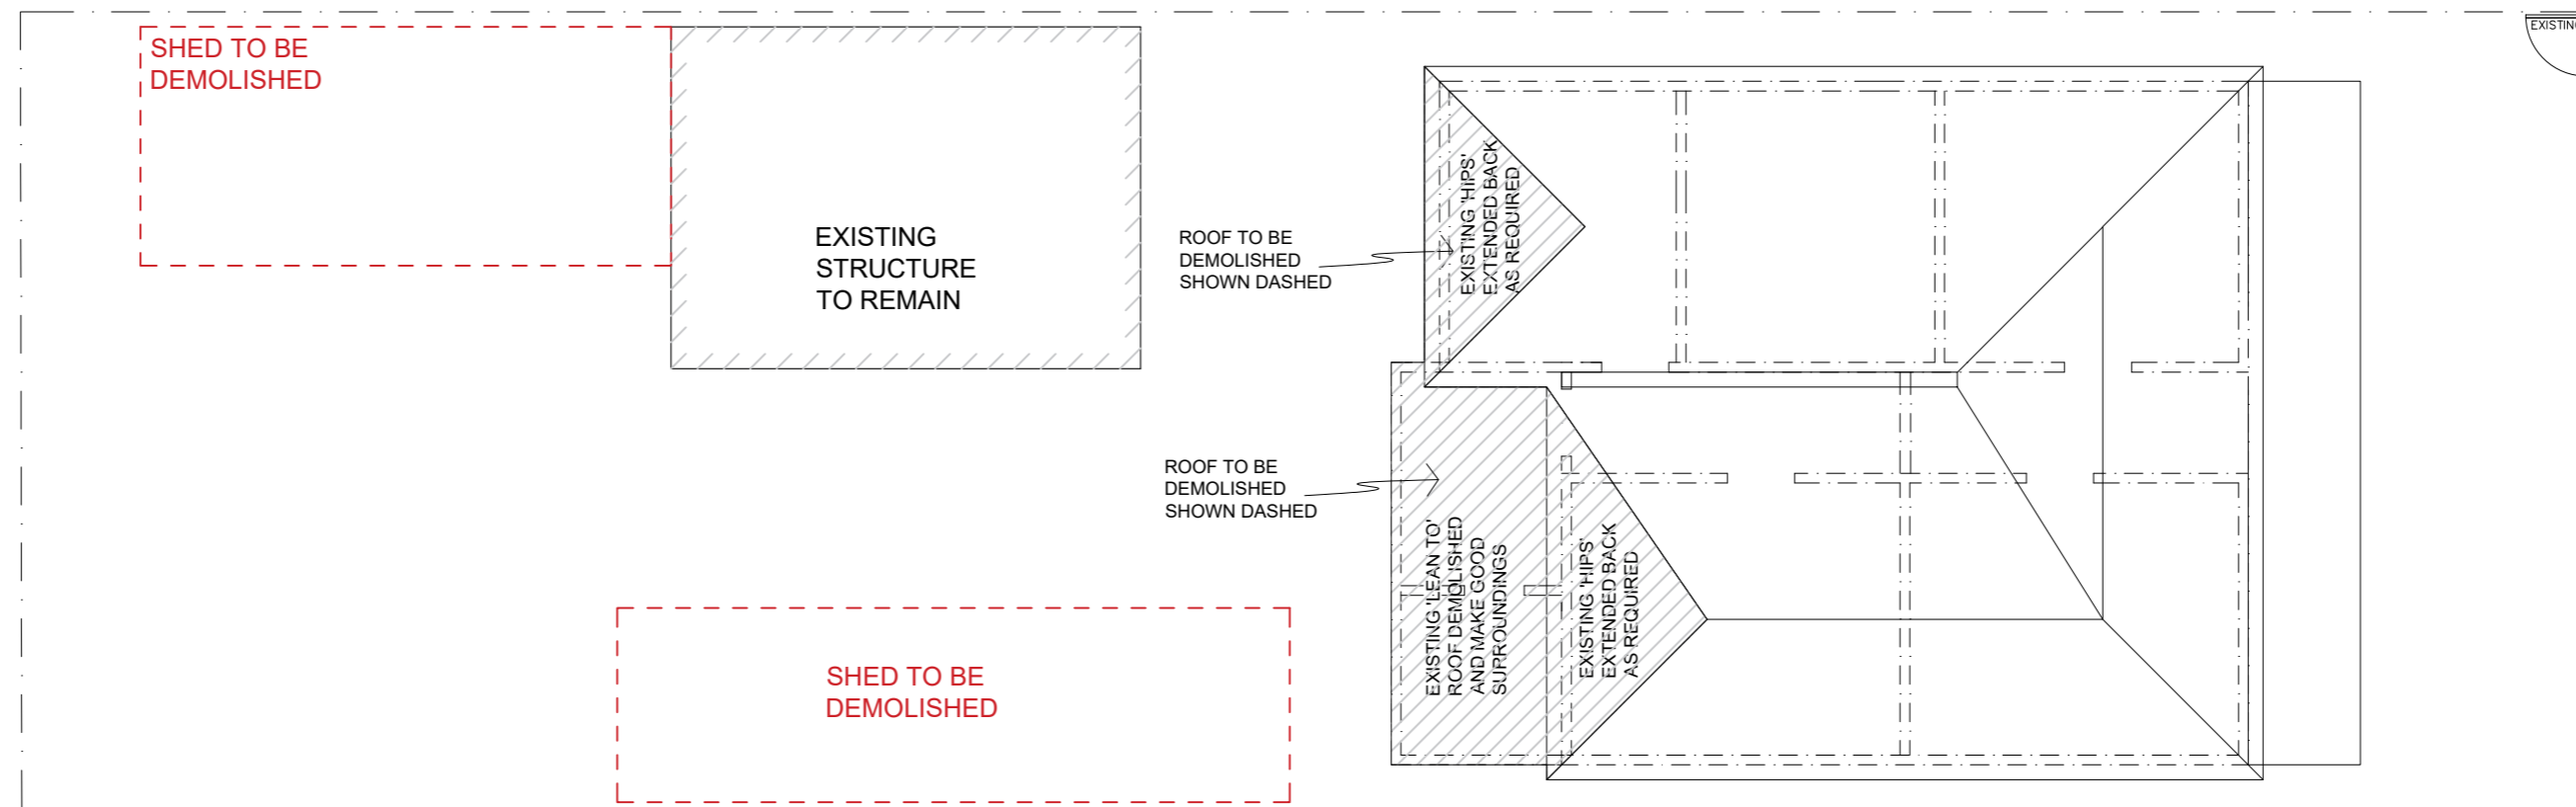 SHED TO BE
DEMOLISHED
EXISTING
STRUCTURE
TO REMAIN
ROOF TO BE
DEMOLISHED
SHOWN DASHED
EXISTING 'HIPS'
EXTENDED BACK
AS REQUIRED
ROOF TO BE
DEMOLISHED
SHOWN DASHED
EXISTING 'LEAN TO'
ROOF DEMOLISHED
AND MAKE GOOD
SURROUNDINGS
EXISTING 'HIPS'
EXTENDED BACK
AS REQUIRED
SHED TO BE
DEMOLISHED